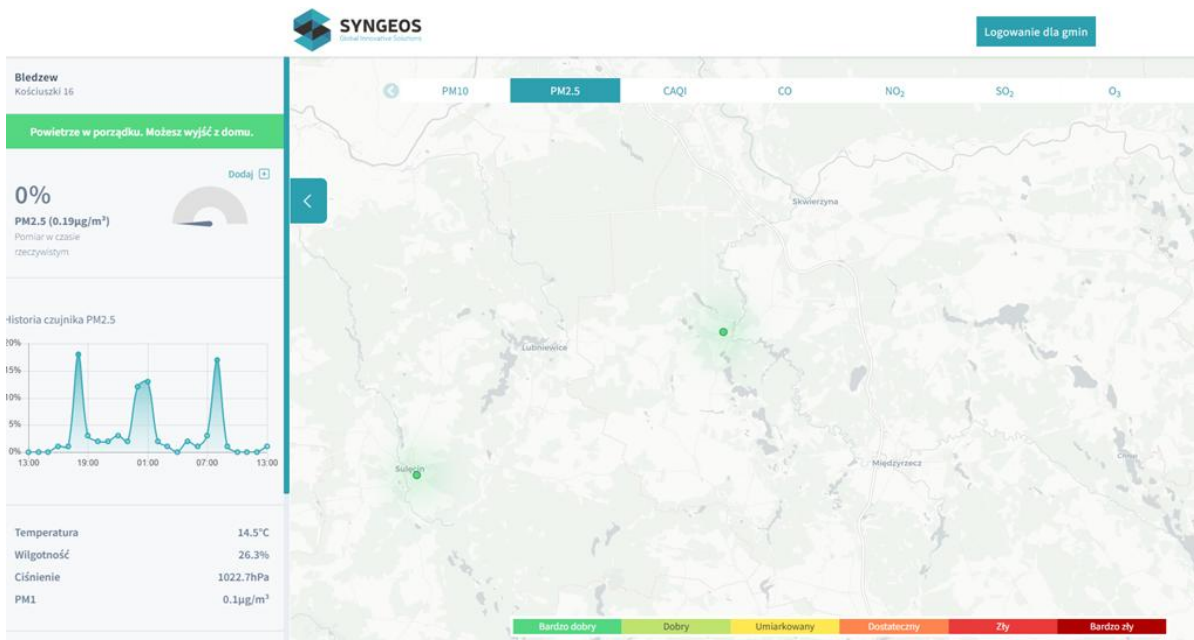 SYNGEOS
Global Innovative Solutions
Logowanie dla gmin
Bledzew
Kościuszki 16
Powietrze w porządku. Możesz wyjść z domu.
Dodaj
0%
PM2.5 (0.19µg/m³)
Pomiar w czasie
rzeczywistym
Historia czujnika PM2.5
20%
15%
10%
5%
0%
13:00 19:00 01:00 07:00 13:00
Temperatura 14.5°C
Wilgotność 26.3%
Ciśnienie 1022.7hPa
PM1 0.1µg/m³
PM10 PM2.5 CAQI CO NO₂ SO₂ O₃
Skwierzyna
Lubniewice
Sulęcin
Międzyrzecz
Bardzo dobry Dobry Umiarkowany Dostateczny Zły Bardzo zły